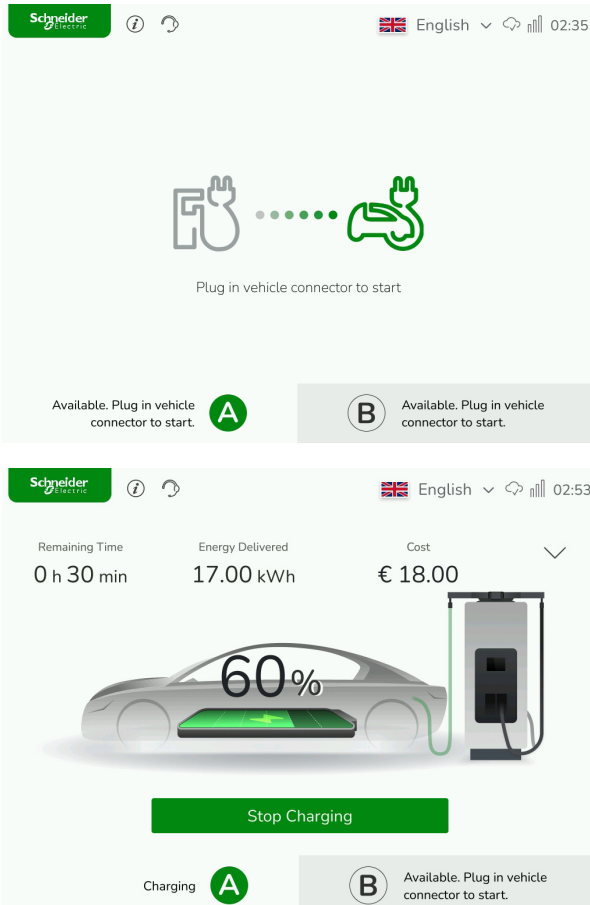 Schneider
Electric
i
English
02:35
Plug in vehicle connector to start
Available. Plug in vehicle
connector to start.
A
B
Available. Plug in vehicle
connector to start.
Schneider
Electric
i
English
02:53
Remaining Time
Energy Delivered
Cost
0 h 30 min
17.00 kWh
€ 18.00
60%
Stop Charging
Charging
A
B
Available. Plug in vehicle
connector to start.